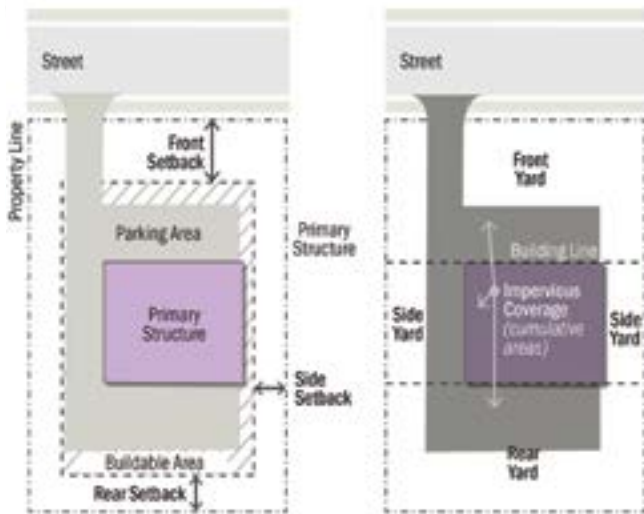 Street
Property Line
Front
Setback
Parking Area
Primary
Structure
Side
Setback
Buildable Area
Rear Setback
Primary
Structure
Street
Front
Yard
Building Line
Impervious
Coverage
(cumulative
areas)
Side
Yard
Side
Yard
Rear
Yard